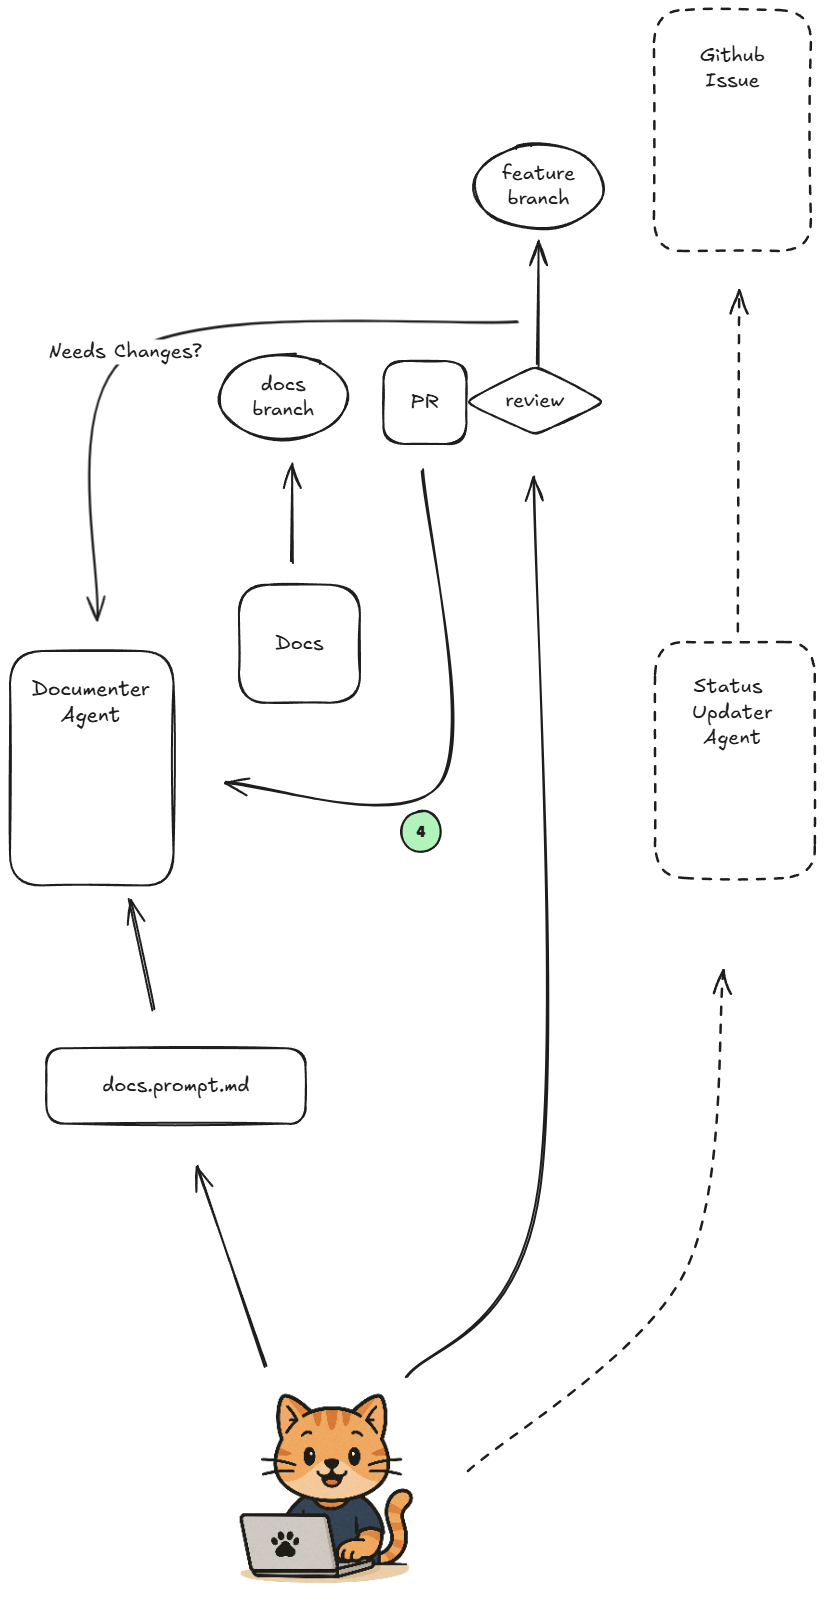 Github
Issue
feature
branch
Needs Changes?
docs
branch
PR
review
Docs
Documenter
Agent
Status
Updater
Agent
4
docs.prompt.md